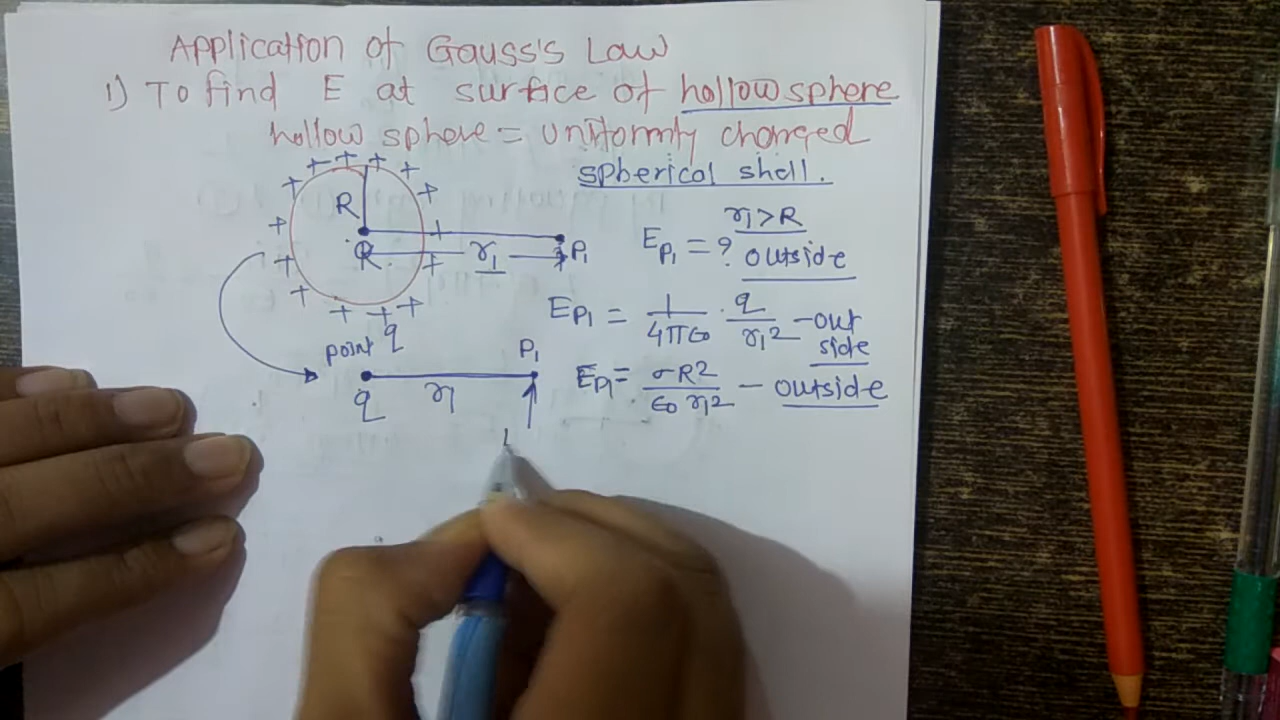 Application of Gauss's Law
1) To find E at surface of hollow sphere
hollow sphere = uniformly charged
spherical shell.
R
R
r1
P1
EP1 = ?
r1 > R
outside
EP1 = 1/4πε0 · q/r1² - out side
q
point
q
r1
P1
EP1 = σR²/ε0 r1² - outside